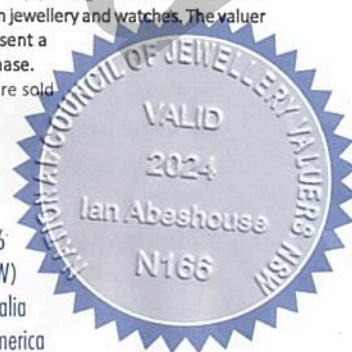 n jewellery and watches. The valuer
sent a
nase.
re sold
NATIONAL COUNCIL OF JEWELLERY VALUERS NSW
VALID
2024
Ian Abeshouse
N166
W)
alia
merica